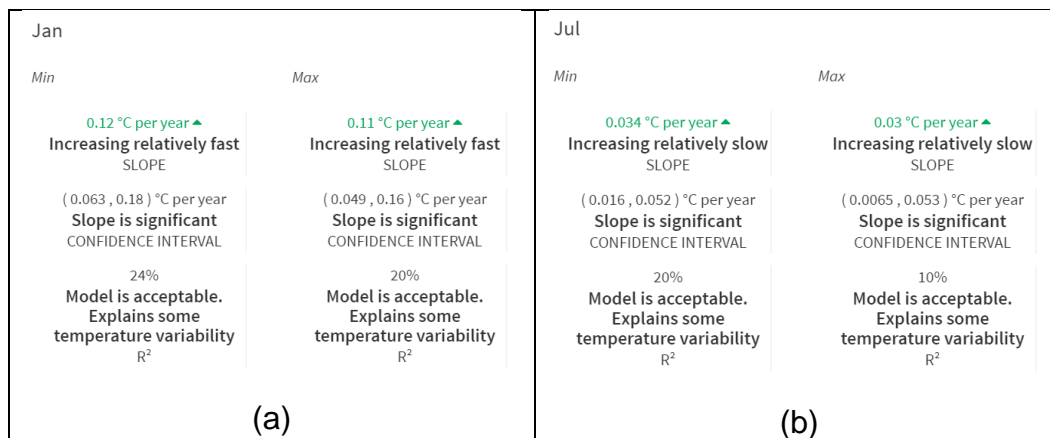 Jan
Min
Max
0.12 °C per year ▲
Increasing relatively fast
SLOPE
( 0.063 , 0.18 ) °C per year
Slope is significant
CONFIDENCE INTERVAL
24%
Model is acceptable.
Explains some
temperature variability
R²
0.11 °C per year ▲
Increasing relatively fast
SLOPE
( 0.049 , 0.16 ) °C per year
Slope is significant
CONFIDENCE INTERVAL
20%
Model is acceptable.
Explains some
temperature variability
R²
(a)
Jul
Min
Max
0.034 °C per year ▲
Increasing relatively slow
SLOPE
( 0.016 , 0.052 ) °C per year
Slope is significant
CONFIDENCE INTERVAL
20%
Model is acceptable.
Explains some
temperature variability
R²
0.03 °C per year ▲
Increasing relatively slow
SLOPE
( 0.0065 , 0.053 ) °C per year
Slope is significant
CONFIDENCE INTERVAL
10%
Model is acceptable.
Explains some
temperature variability
R²
(b)